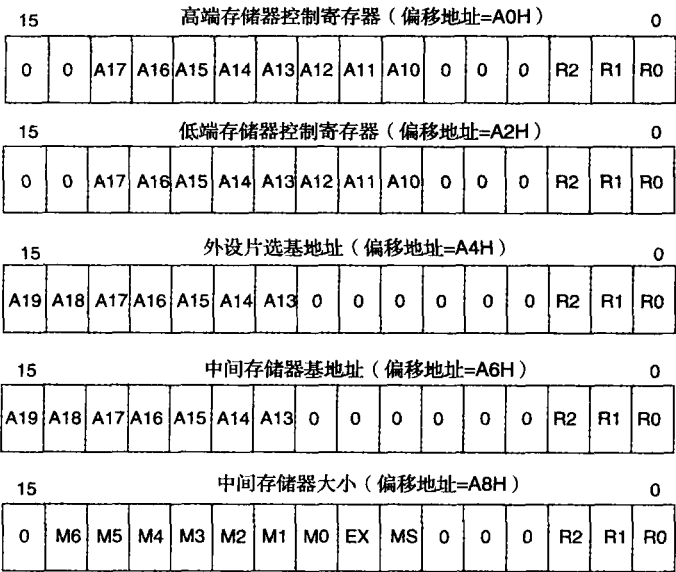 高端存储器控制寄存器（偏移地址=A0H）
15 0
0 0 A17 A16 A15 A14 A13 A12 A11 A10 0 0 0 R2 R1 R0
低端存储器控制寄存器（偏移地址=A2H）
15 0
0 0 A17 A16 A15 A14 A13 A12 A11 A10 0 0 0 R2 R1 R0
外设片选基地址（偏移地址=A4H）
15 0
A19 A18 A17 A16 A15 A14 A13 0 0 0 0 0 0 R2 R1 R0
中间存储器基地址（偏移地址=A6H）
15 0
A19 A18 A17 A16 A15 A14 A13 0 0 0 0 0 0 R2 R1 R0
中间存储器大小（偏移地址=A8H）
15 0
0 M6 M5 M4 M3 M2 M1 M0 EX MS 0 0 0 R2 R1 R0